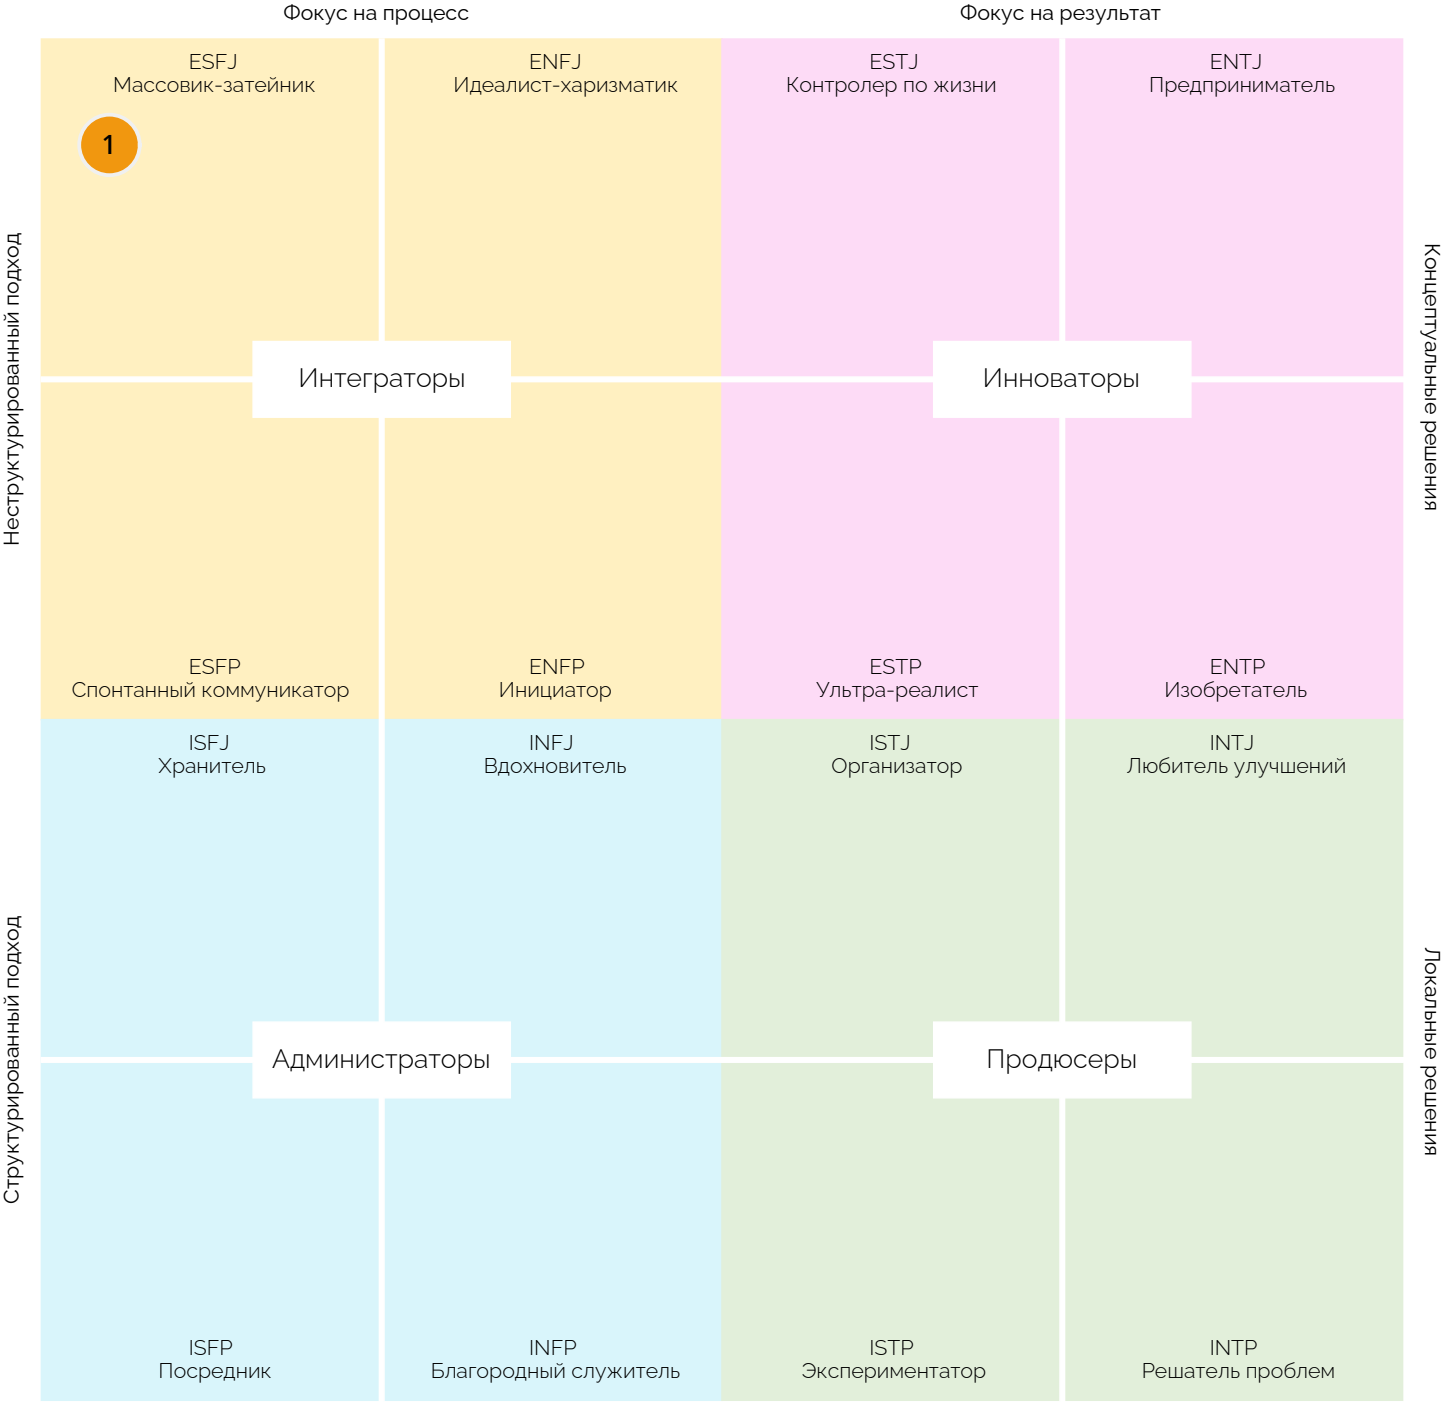 Фокус на процесс
Фокус на результат
ESFJ
Массовик-затейник
ENFJ
Идеалист-харизматик
ESTJ
Контролер по жизни
ENTJ
Предприниматель
1
Неструктурированный подход
Концептуальные решения
Интеграторы
Инноваторы
ESFP
Спонтанный коммуникатор
ENFP
Инициатор
ESTP
Ультра-реалист
ENTP
Изобретатель
ISFJ
Хранитель
INFJ
Вдохновитель
ISTJ
Организатор
INTJ
Любитель улучшений
Структурированный подход
Локальные решения
Администраторы
Продюсеры
ISFP
Посредник
INFP
Благородный служитель
ISTP
Экспериментатор
INTP
Решатель проблем